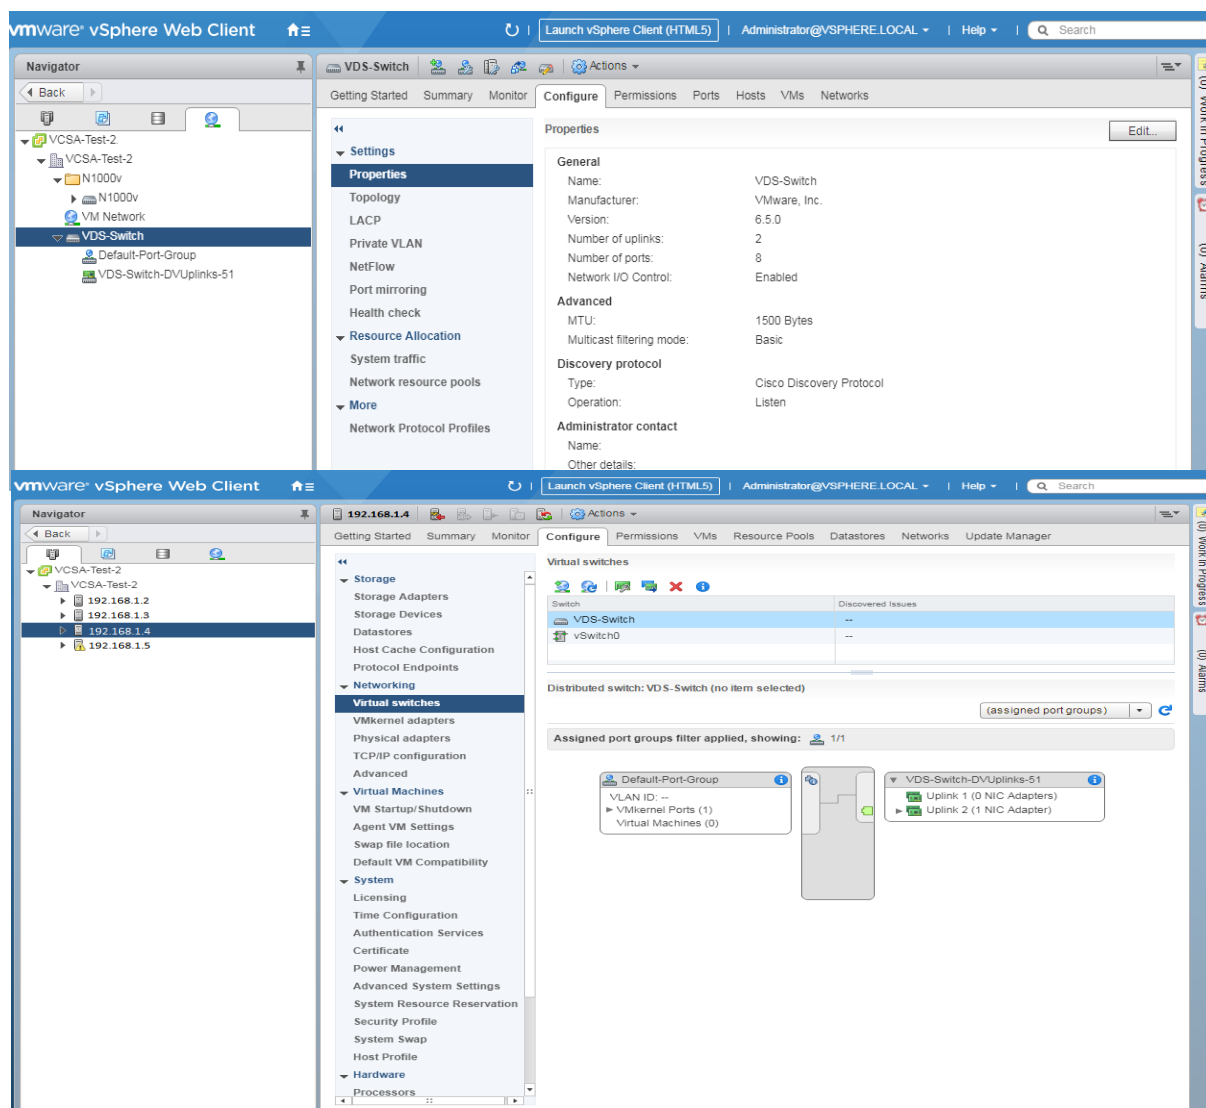 vmware® vSphere Web Client
Launch vSphere Client (HTML5) | Administrator@VSPHERE.LOCAL | Help | Search
Navigator
Back
VCSA-Test-2
VCSA-Test-2
N1000v
N1000v
VM Network
VDS-Switch
Default-Port-Group
VDS-Switch-DVUplinks-51
VDS-Switch Actions
Getting Started Summary Monitor Configure Permissions Ports Hosts VMs Networks
Settings
Properties
Topology
LACP
Private VLAN
NetFlow
Port mirroring
Health check
Resource Allocation
System traffic
Network resource pools
More
Network Protocol Profiles
Properties
Edit...
General
Name: VDS-Switch
Manufacturer: VMware, Inc.
Version: 6.5.0
Number of uplinks: 2
Number of ports: 8
Network I/O Control: Enabled
Advanced
MTU: 1500 Bytes
Multicast filtering mode: Basic
Discovery protocol
Type: Cisco Discovery Protocol
Operation: Listen
Administrator contact
Name:
Other details:
(0) Work In Progress
(0) Alarms
vmware® vSphere Web Client
Launch vSphere Client (HTML5) | Administrator@VSPHERE.LOCAL | Help | Search
Navigator
Back
VCSA-Test-2
VCSA-Test-2
192.168.1.2
192.168.1.3
192.168.1.4
192.168.1.5
192.168.1.4 Actions
Getting Started Summary Monitor Configure Permissions VMs Resource Pools Datastores Networks Update Manager
Storage
Storage Adapters
Storage Devices
Datastores
Host Cache Configuration
Protocol Endpoints
Networking
Virtual switches
VMkernel adapters
Physical adapters
TCP/IP configuration
Advanced
Virtual Machines
VM Startup/Shutdown
Agent VM Settings
Swap file location
Default VM Compatibility
System
Licensing
Time Configuration
Authentication Services
Certificate
Power Management
Advanced System Settings
System Resource Reservation
Security Profile
System Swap
Host Profile
Hardware
Processors
Virtual switches
Switch Discovered Issues
VDS-Switch --
vSwitch0 --
Distributed switch: VDS-Switch (no item selected)
(assigned port groups)
Assigned port groups filter applied, showing: 1/1
Default-Port-Group
VLAN ID: --
VMkernel Ports (1)
Virtual Machines (0)
VDS-Switch-DVUplinks-51
Uplink 1 (0 NIC Adapters)
Uplink 2 (1 NIC Adapter)
(0) Work In Progress
(0) Alarms